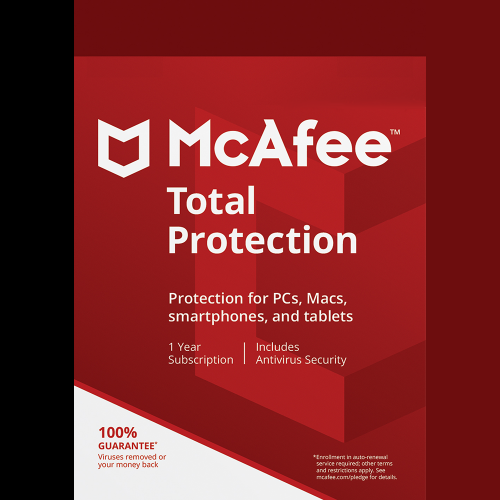 McAfee™
Total
Protection
Protection for PCs, Macs,
smartphones, and tablets
1 Year
Subscription
Includes
Antivirus Security
100%
GUARANTEE*
Viruses removed or
your money back
*Enrollment in auto-renewal
service required; other terms
and restrictions apply. See
mcafee.com/pledge for details.